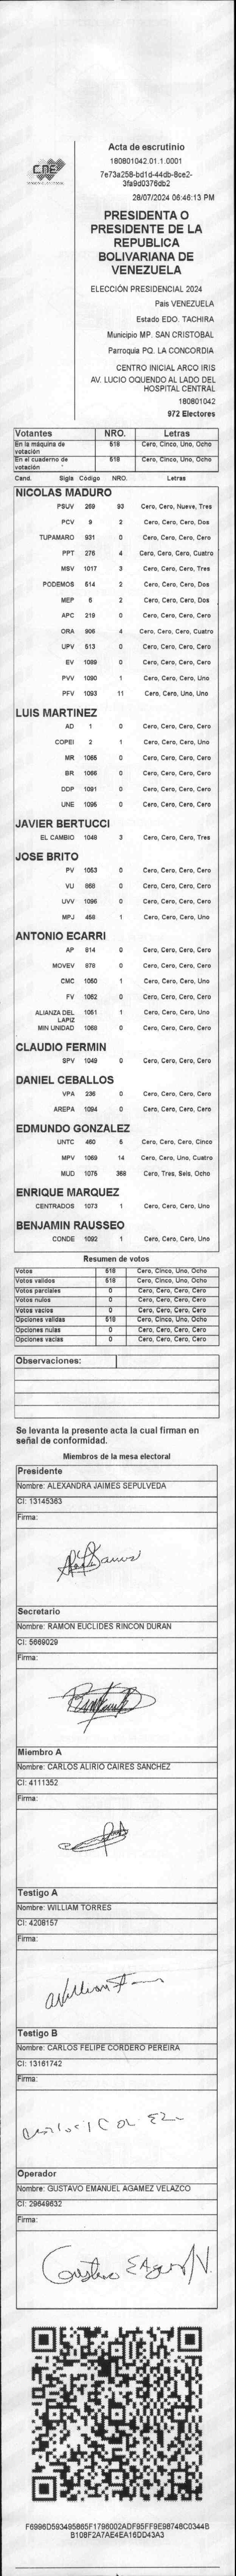 CNE
Acta de escrutinio
180801042.01.1.0001
7e73a258-bd1d-44db-8ce2-
3fa9d0376db2
28/07/2024 06:46:13 PM
PRESIDENTA O
PRESIDENTE DE LA
REPUBLICA
BOLIVARIANA DE
VENEZUELA
ELECCIÓN PRESIDENCIAL 2024
Pais VENEZUELA
Estado EDO. TACHIRA
Municipio MP. SAN CRISTOBAL
Parroquia PQ. LA CONCORDIA
CENTRO INICIAL ARCO IRIS
AV. LUCIO OQUENDO AL LADO DEL
HOSPITAL CENTRAL
180801042
972 Electores
Votantes NRO. Letras
En la máquina de votación 518 Cero, Cinco, Uno, Ocho
En el cuaderno de votación 518 Cero, Cinco, Uno, Ocho
Cand. Sigla Código NRO. Letras
NICOLAS MADURO
PSUV 269 93 Cero, Cero, Nueve, Tres
PCV 9 2 Cero, Cero, Cero, Dos
TUPAMARO 931 0 Cero, Cero, Cero, Cero
PPT 276 4 Cero, Cero, Cero, Cuatro
MSV 1017 3 Cero, Cero, Cero, Tres
PODEMOS 514 2 Cero, Cero, Cero, Dos
MEP 6 2 Cero, Cero, Cero, Dos
APC 219 0 Cero, Cero, Cero, Cero
ORA 906 4 Cero, Cero, Cero, Cuatro
UPV 513 0 Cero, Cero, Cero, Cero
EV 1089 0 Cero, Cero, Cero, Cero
PVV 1090 1 Cero, Cero, Cero, Uno
PFV 1093 11 Cero, Cero, Uno, Uno
LUIS MARTINEZ
AD 1 0 Cero, Cero, Cero, Cero
COPEI 2 1 Cero, Cero, Cero, Uno
MR 1065 0 Cero, Cero, Cero, Cero
BR 1066 0 Cero, Cero, Cero, Cero
DDP 1091 0 Cero, Cero, Cero, Cero
UNE 1095 0 Cero, Cero, Cero, Cero
JAVIER BERTUCCI
EL CAMBIO 1048 3 Cero, Cero, Cero, Tres
JOSE BRITO
PV 1053 0 Cero, Cero, Cero, Cero
VU 868 0 Cero, Cero, Cero, Cero
UVV 1096 0 Cero, Cero, Cero, Cero
MPJ 458 1 Cero, Cero, Cero, Uno
ANTONIO ECARRI
AP 814 0 Cero, Cero, Cero, Cero
MOVEV 978 0 Cero, Cero, Cero, Cero
CMC 1050 1 Cero, Cero, Cero, Uno
FV 1062 0 Cero, Cero, Cero, Cero
ALIANZA DEL LAPIZ 1051 1 Cero, Cero, Cero, Uno
MIN UNIDAD 1068 0 Cero, Cero, Cero, Cero
CLAUDIO FERMIN
SPV 1049 0 Cero, Cero, Cero, Cero
DANIEL CEBALLOS
VPA 236 0 Cero, Cero, Cero, Cero
AREPA 1094 0 Cero, Cero, Cero, Cero
EDMUNDO GONZALEZ
UNTC 460 5 Cero, Cero, Cero, Cinco
MPV 1069 14 Cero, Cero, Uno, Cuatro
MUD 1075 368 Cero, Tres, Seis, Ocho
ENRIQUE MARQUEZ
CENTRADOS 1073 1 Cero, Cero, Cero, Uno
BENJAMIN RAUSSEO
CONDE 1092 1 Cero, Cero, Cero, Uno
Resumen de votos
Votos 518 Cero, Cinco, Uno, Ocho
Votos validos 518 Cero, Cinco, Uno, Ocho
Votos parciales 0 Cero, Cero, Cero, Cero
Votos nulos 0 Cero, Cero, Cero, Cero
Votos vacios 0 Cero, Cero, Cero, Cero
Opciones validas 518 Cero, Cinco, Uno, Ocho
Opciones nulas 0 Cero, Cero, Cero, Cero
Opciones vacias 0 Cero, Cero, Cero, Cero
Observaciones:
Se levanta la presente acta la cual firman en
señal de conformidad.
Miembros de la mesa electoral
Presidente
Nombre: ALEXANDRA JAIMES SEPULVEDA
CI: 13145363
Firma:
Secretario
Nombre: RAMON EUCLIDES RINCON DURAN
CI: 5669029
Firma:
Miembro A
Nombre: CARLOS ALIRIO CAIRES SANCHEZ
CI: 4111352
Firma:
Testigo A
Nombre: WILLIAM TORRES
CI: 4208157
Firma:
Testigo B
Nombre: CARLOS FELIPE CORDERO PEREIRA
CI: 13161742
Firma:
Operador
Nombre: GUSTAVO EMANUEL AGAMEZ VELAZCO
CI: 29649632
Firma:
F6996D593495865F1796002ADF95FF9E98748C0344B
B108F2A7AE4EA16DD43A3